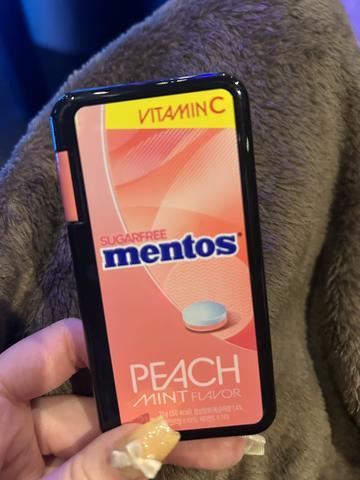 VITAMIN C
SUGARFREE
mentos
PEACH
MINT FLAVOR